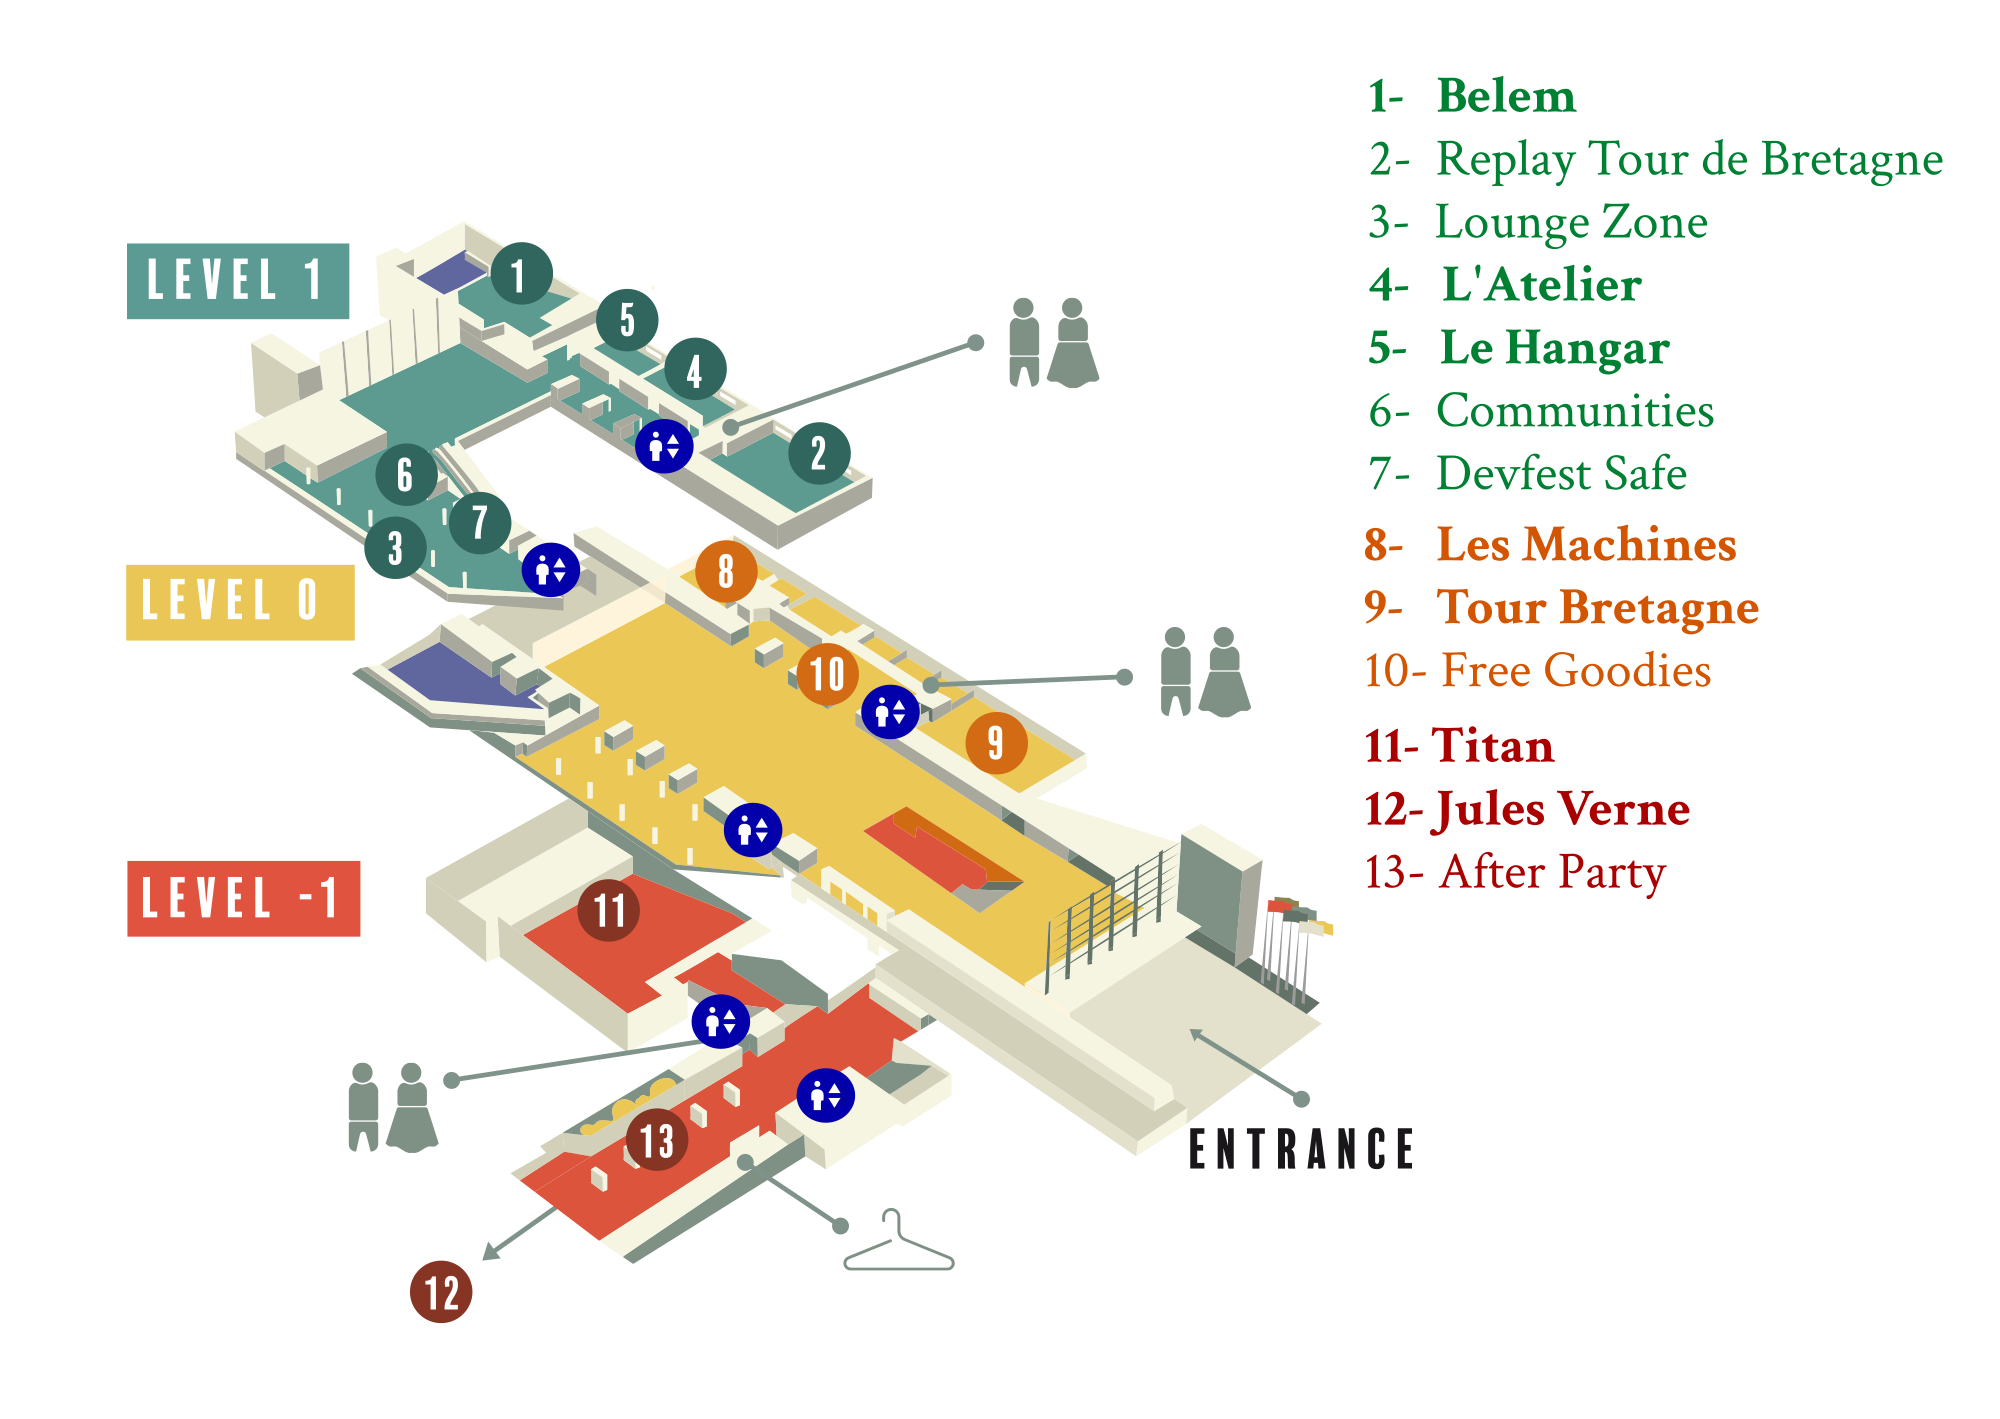 1- Belem
2- Replay Tour de Bretagne
3- Lounge Zone
4- L'Atelier
5- Le Hangar
6- Communities
7- Devfest Safe
8- Les Machines
9- Tour Bretagne
10- Free Goodies
11- Titan
12- Jules Verne
13- After Party
LEVEL 1
1
5
4
2
6
7
3
LEVEL 0
8
10
9
LEVEL -1
11
13
12
ENTRANCE